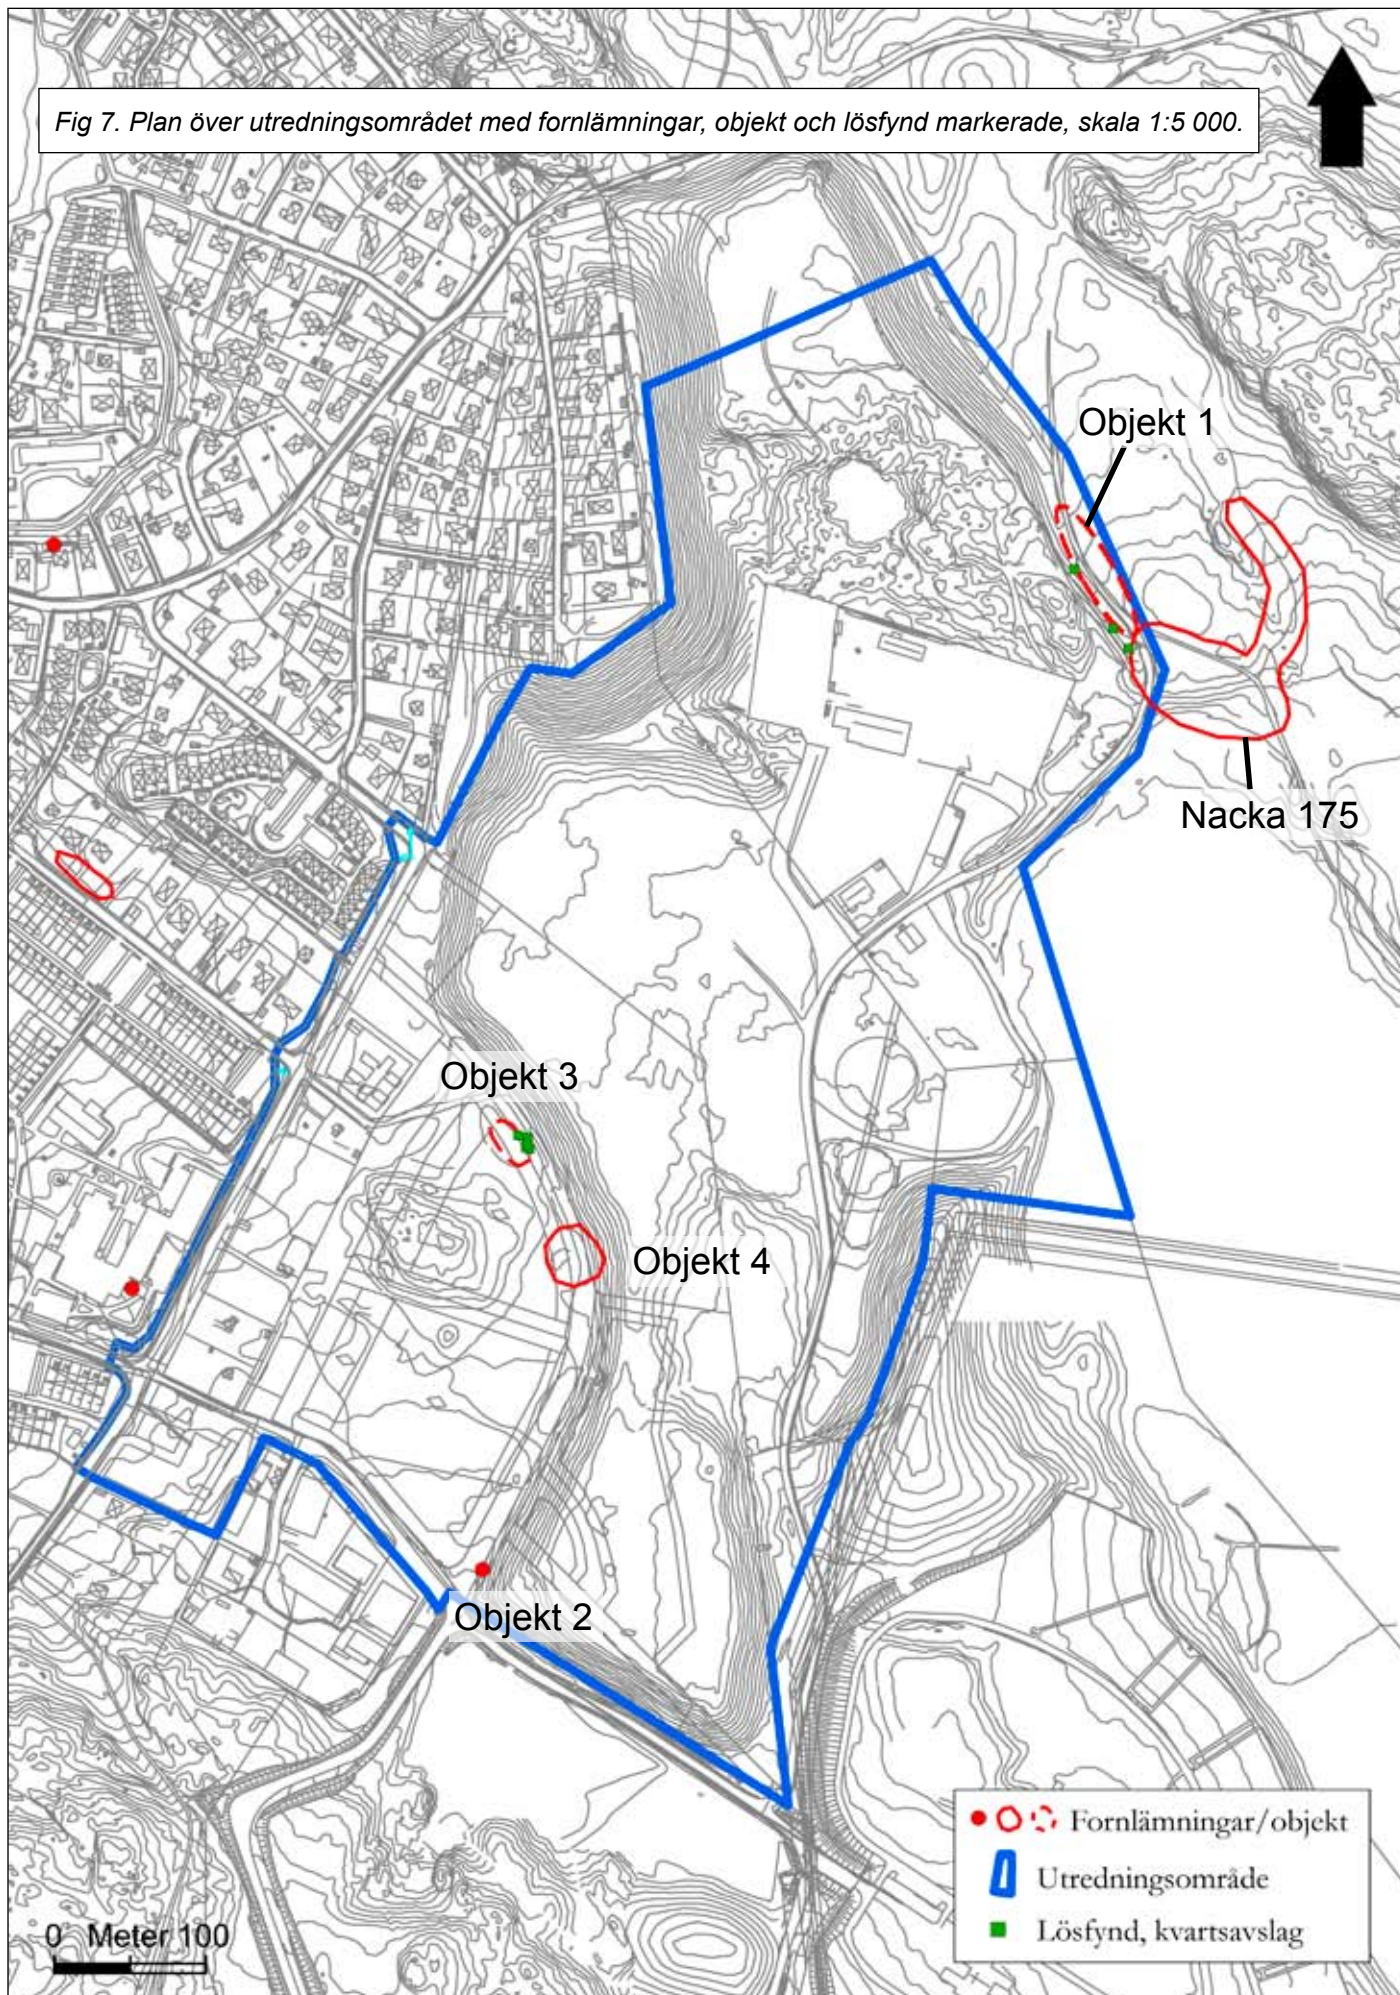 Fig 7. Plan över utredningsområdet med fornlämningar, objekt och lösfynd markerade, skala 1:5 000.
Objekt 1
Nacka 175
Objekt 3
Objekt 4
Objekt 2
Fornlämningar/objekt
Utredningsområde
Lösfynd, kvartsavslag
0 Meter 100